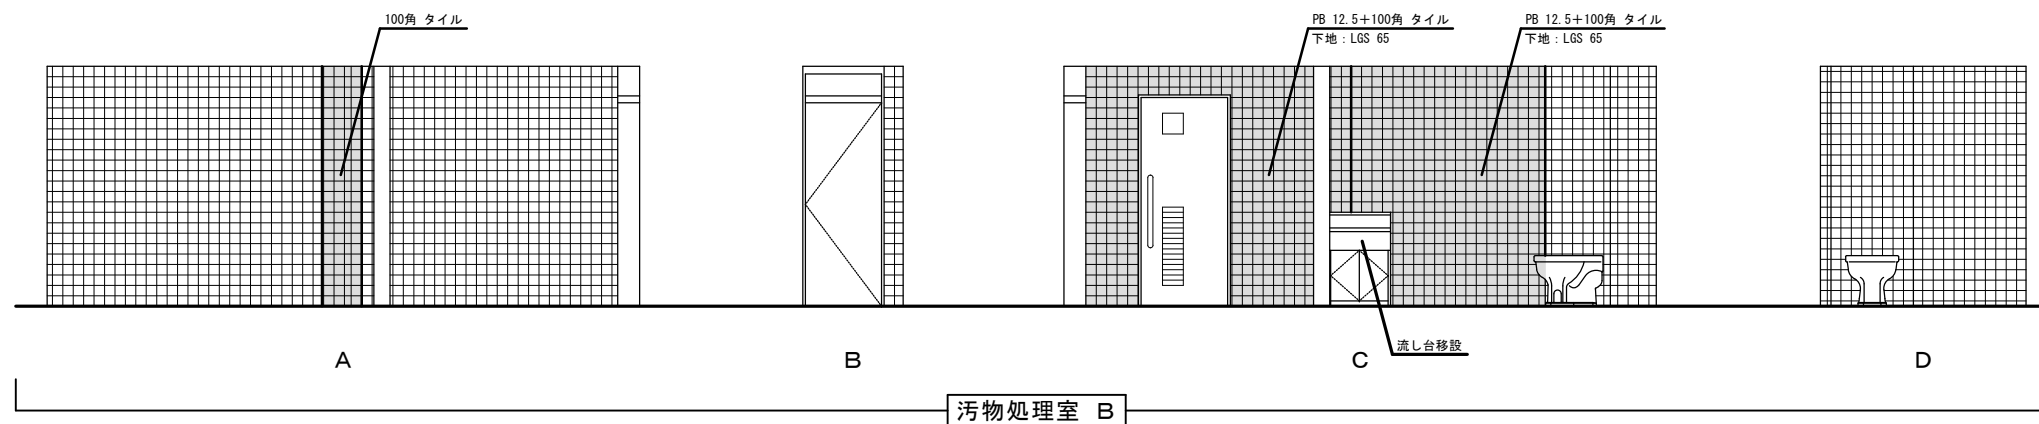 100角 タイル
PB 12.5+100角 タイル
下地：LGS 65
PB 12.5+100角 タイル
下地：LGS 65
流し台移設
A
B
C
D
汚物処理室 B